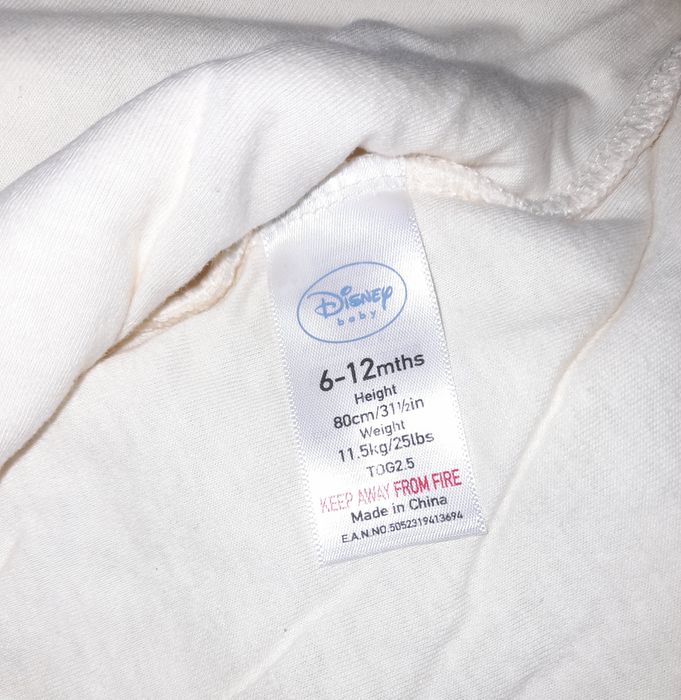 Disney
baby
6-12mths
Height
80cm/31½in
Weight
11.5kg/25lbs
TOG2.5
KEEP AWAY FROM FIRE
Made in China
E.A.N.NO.5052319413694